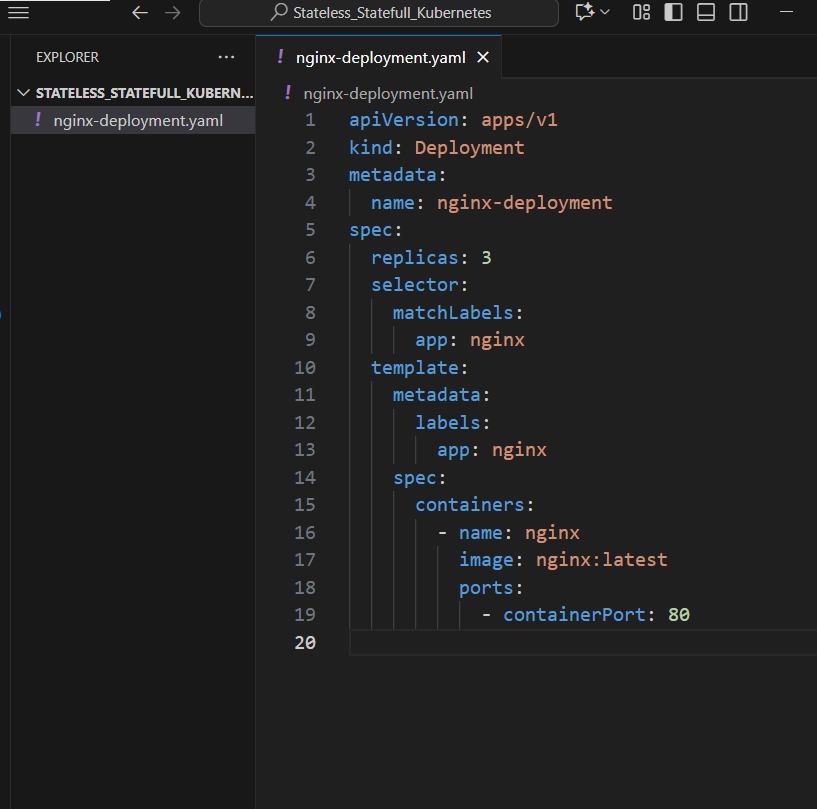 Stateless_Statefull_Kubernetes
EXPLORER
STATELESS_STATEFULL_KUBERN...
! nginx-deployment.yaml
! nginx-deployment.yaml
! nginx-deployment.yaml
1 apiVersion: apps/v1
2 kind: Deployment
3 metadata:
4   name: nginx-deployment
5 spec:
6   replicas: 3
7   selector:
8     matchLabels:
9       app: nginx
10   template:
11     metadata:
12       labels:
13         app: nginx
14     spec:
15       containers:
16         - name: nginx
17           image: nginx:latest
18           ports:
19             - containerPort: 80
20